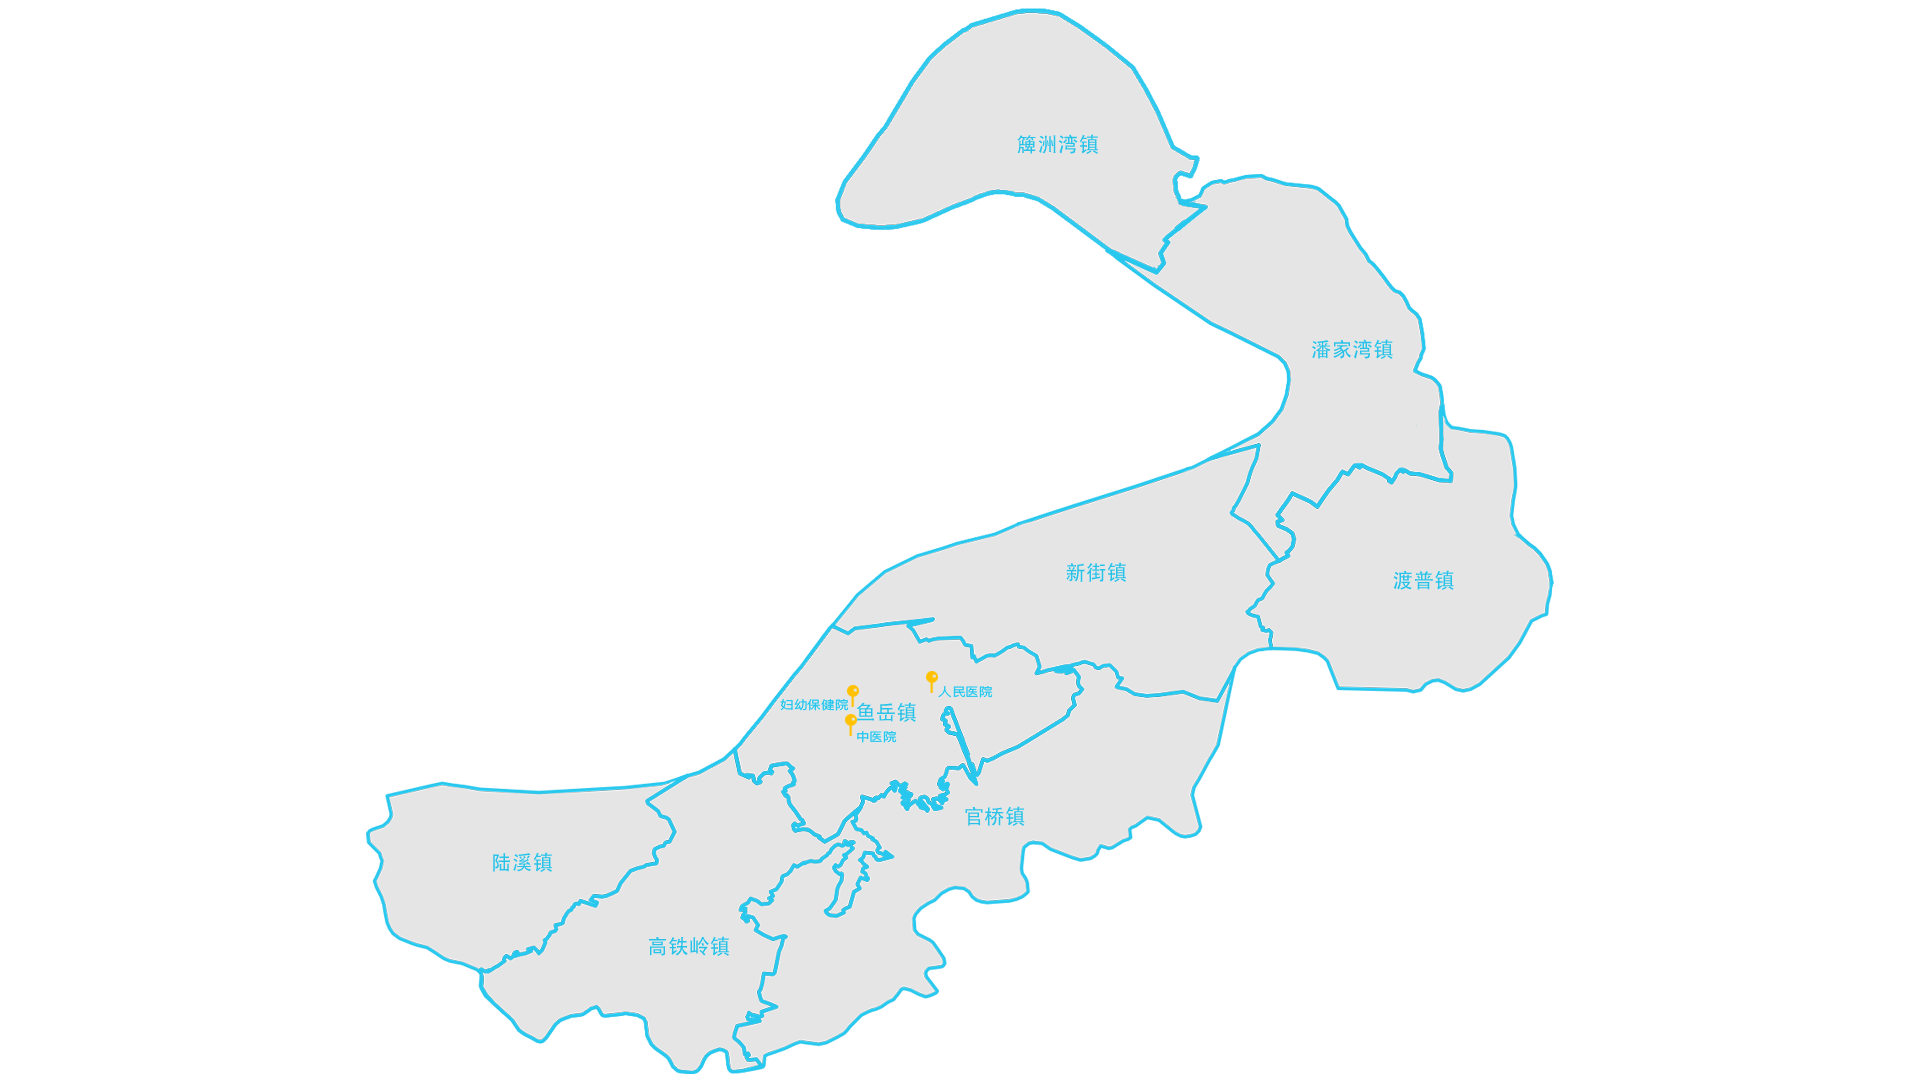 簰洲湾镇
潘家湾镇
新街镇
渡普镇
人民医院
妇幼保健院
鱼岳镇
中医院
官桥镇
陆溪镇
高铁岭镇